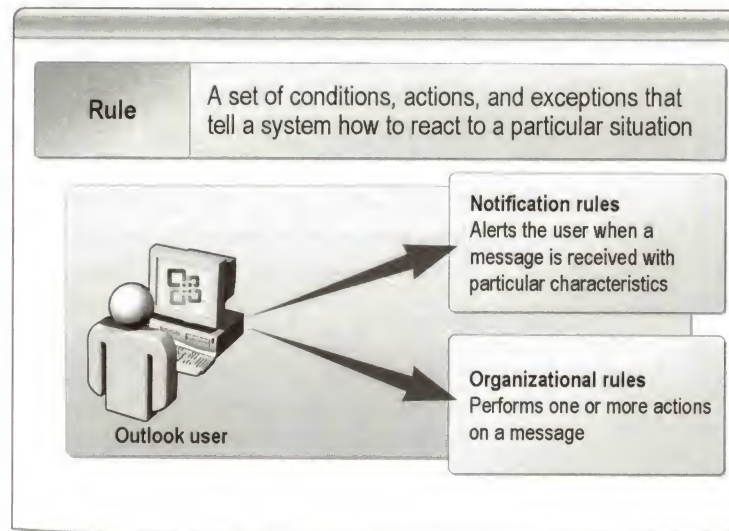 Rule
A set of conditions, actions, and exceptions that
tell a system how to react to a particular situation
Notification rules
Alerts the user when a
message is received with
particular characteristics
Organizational rules
Performs one or more actions
on a message
Outlook user